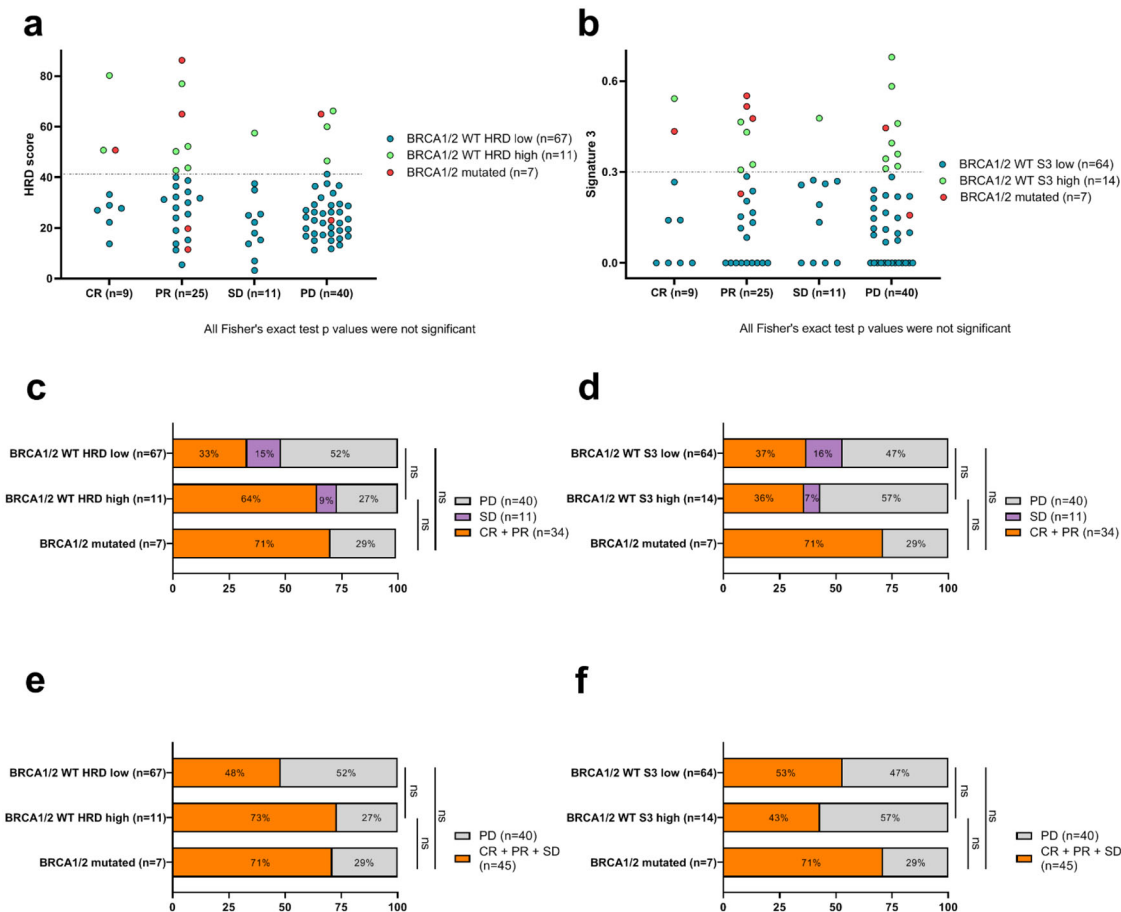 a
HRD score
80
60
40
20
0
CR (n=9)
PR (n=25)
SD (n=11)
PD (n=40)
BRCA1/2 WT HRD low (n=67)
BRCA1/2 WT HRD high (n=11)
BRCA1/2 mutated (n=7)
All Fisher's exact test p values were not significant
b
Signature 3
0.6
0.3
0.0
CR (n=9)
PR (n=25)
SD (n=11)
PD (n=40)
BRCA1/2 WT S3 low (n=64)
BRCA1/2 WT S3 high (n=14)
BRCA1/2 mutated (n=7)
All Fisher's exact test p values were not significant
c
BRCA1/2 WT HRD low (n=67)
33%
15%
52%
BRCA1/2 WT HRD high (n=11)
64%
9%
27%
BRCA1/2 mutated (n=7)
71%
29%
0
25
50
75
100
ns
ns
ns
PD (n=40)
SD (n=11)
CR + PR (n=34)
d
BRCA1/2 WT S3 low (n=64)
37%
16%
47%
BRCA1/2 WT S3 high (n=14)
36%
7%
57%
BRCA1/2 mutated (n=7)
71%
29%
0
25
50
75
100
ns
ns
ns
PD (n=40)
SD (n=11)
CR + PR (n=34)
e
BRCA1/2 WT HRD low (n=67)
48%
52%
BRCA1/2 WT HRD high (n=11)
73%
27%
BRCA1/2 mutated (n=7)
71%
29%
0
25
50
75
100
ns
ns
ns
PD (n=40)
CR + PR + SD
(n=45)
f
BRCA1/2 WT S3 low (n=64)
53%
47%
BRCA1/2 WT S3 high (n=14)
43%
57%
BRCA1/2 mutated (n=7)
71%
29%
0
25
50
75
100
ns
ns
ns
PD (n=40)
CR + PR + SD
(n=45)